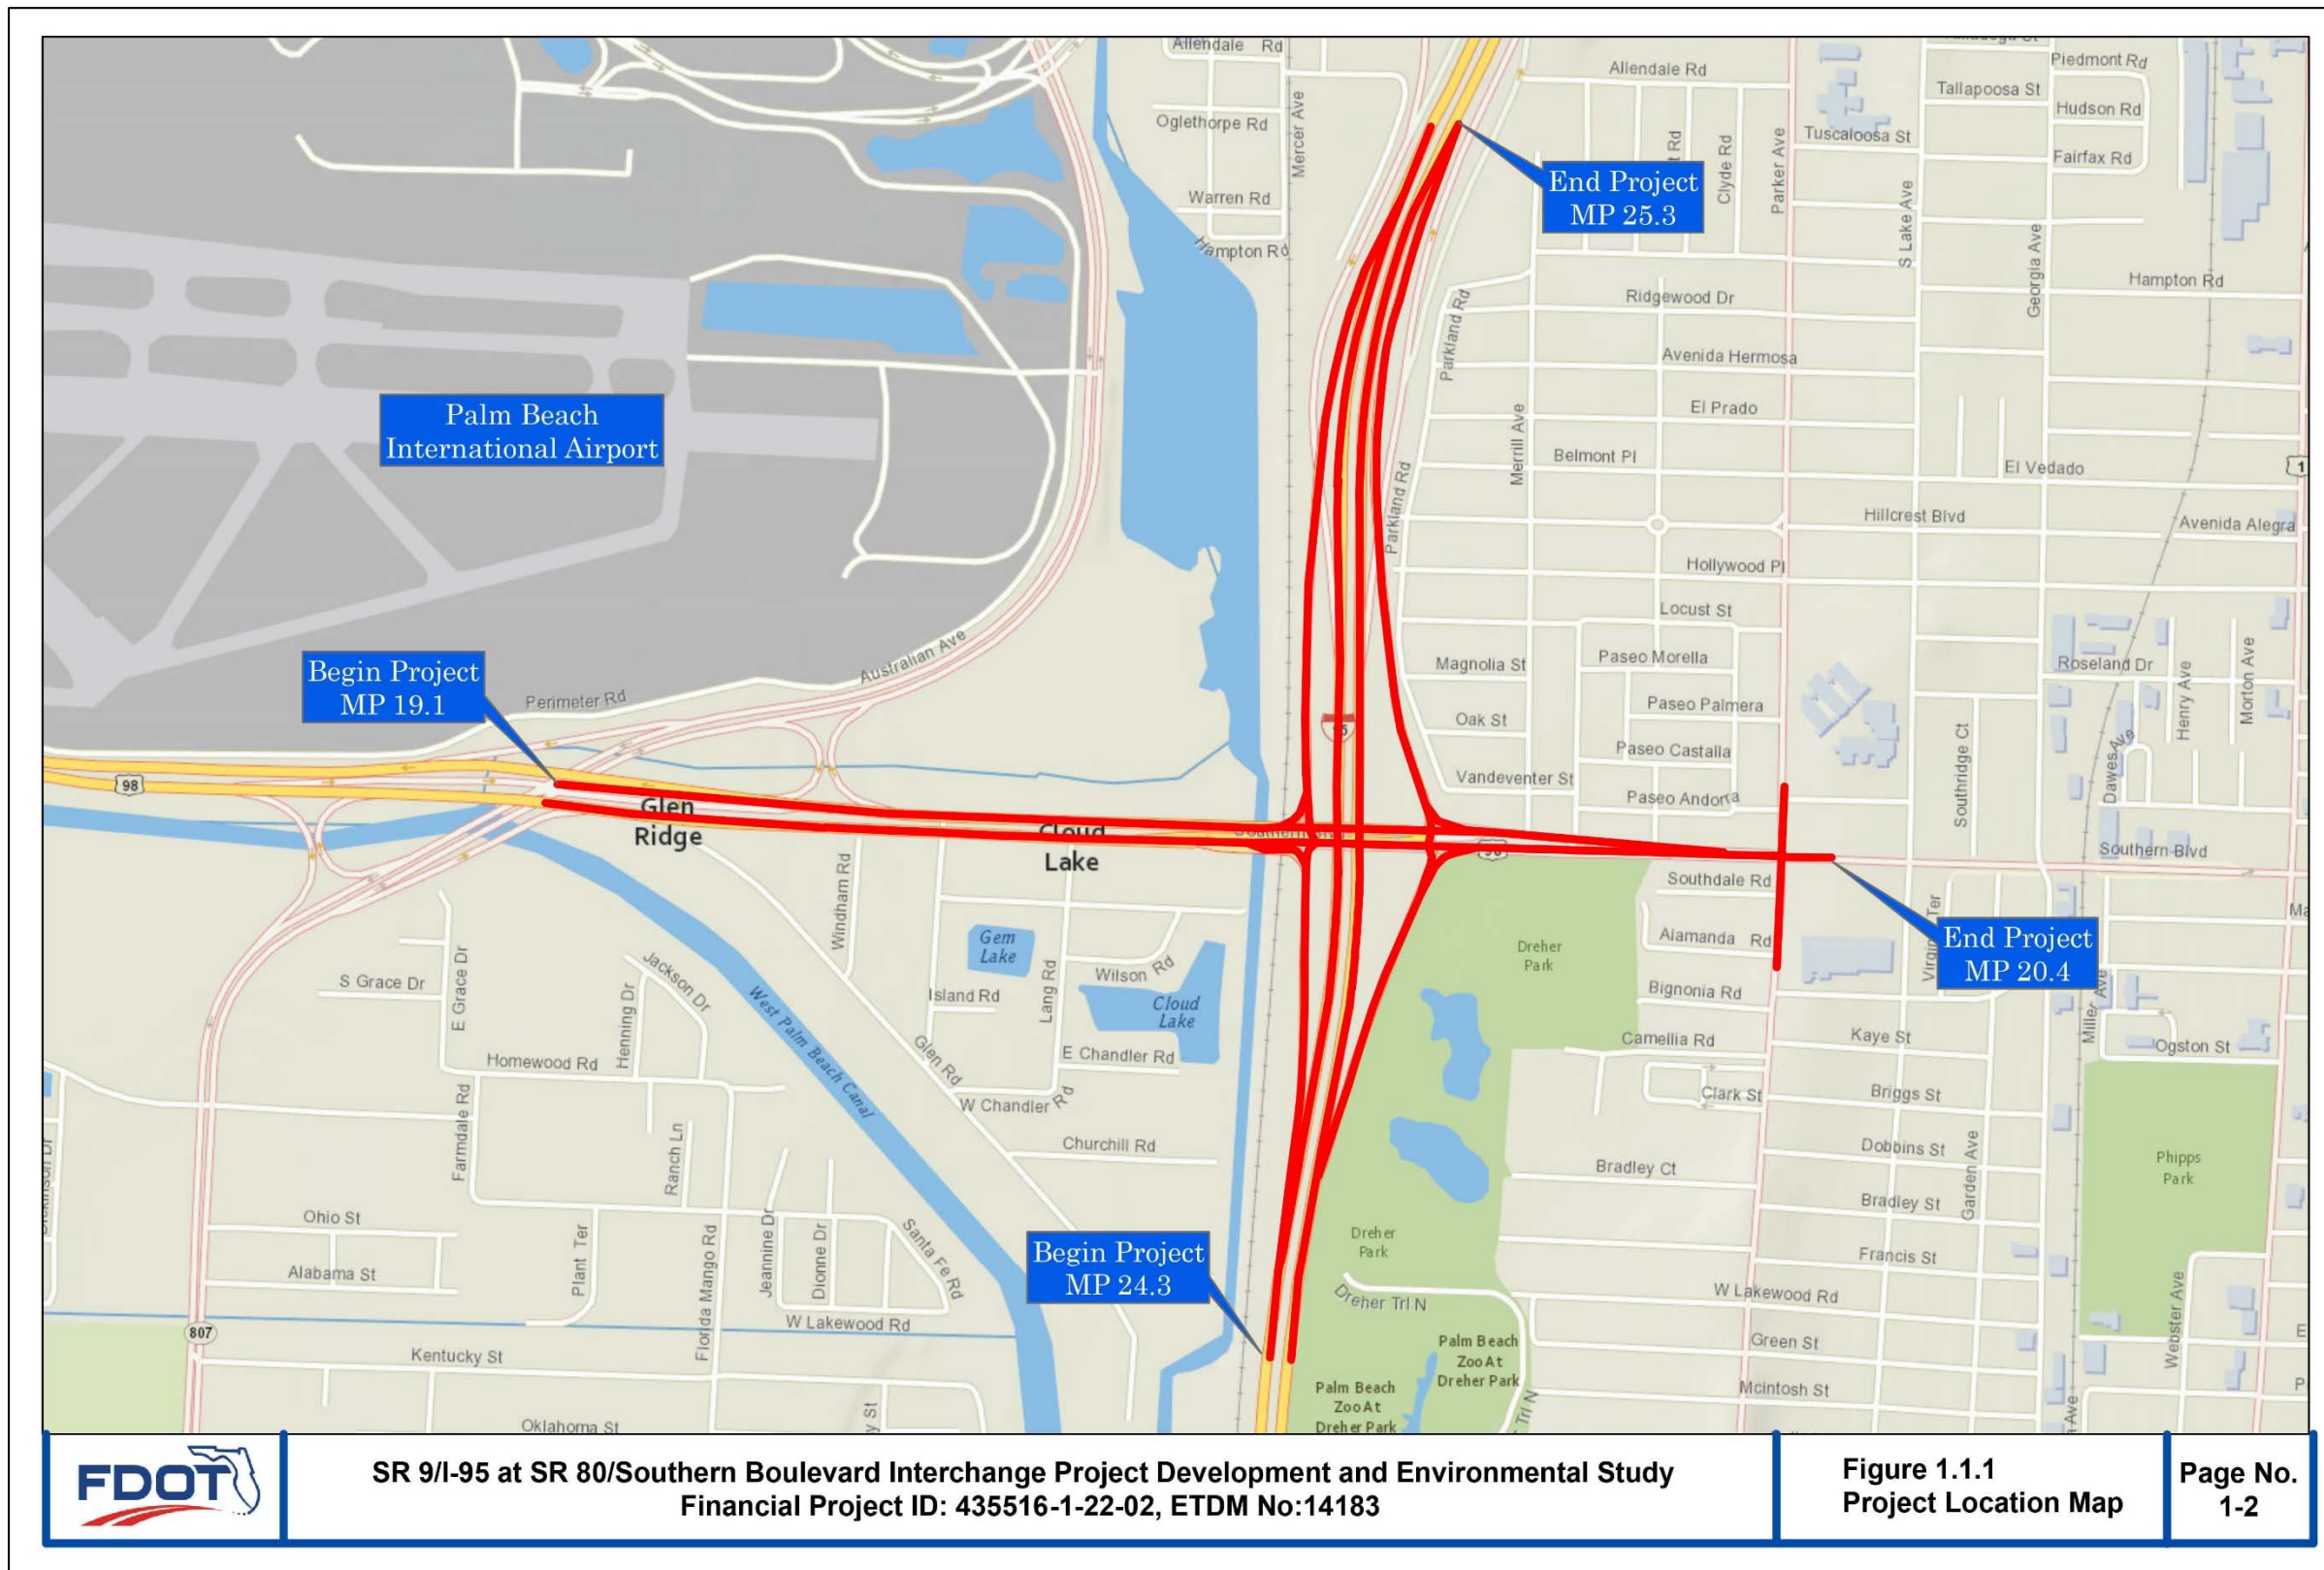 Allendale Rd
Oglethorpe Rd
Mercer Ave
Warren Rd
Hampton Rd
Allendale Rd
Piedmont Rd
Tallapoosa St
Hudson Rd
Tuscaloosa St
Fairfax Rd
Clyde Rd
Parker Ave
S Lake Ave
Georgia Ave
Hampton Rd
End Project
MP 25.3
Ridgewood Dr
Parkland Rd
Avenida Hermosa
El Prado
Merrill Ave
Belmont Pl
El Vedado
1
Parkland Rd
Hillcrest Blvd
Avenida Alegra
Hollywood Pl
Locust St
Palm Beach
International Airport
Begin Project
MP 19.1
Perimeter Rd
Australian Ave
Magnolia St
Paseo Morella
Roseland Dr
Henry Ave
Morton Ave
Paseo Palmera
Oak St
Paseo Castalla
Vandeventer St
Paseo Andorra
Southridge Ct
Dawes Ave
98
Glen
Ridge
Cloud
Lake
Southern Blvd
Windham Rd
Southdale Rd
Gem
Lake
Dreher
Park
Alamanda Rd
End Project
MP 20.4
S Grace Dr
E Grace Dr
Jackson Dr
Henning Dr
West Palm Beach Canal
Island Rd
Lang Rd
Wilson Rd
Cloud
Lake
Bignonia Rd
Miller Ave
Homewood Rd
Glen Rd
E Chandler Rd
Camellia Rd
Kaye St
Ogston St
W Chandler Rd
Clark St
Briggs St
Farmdale Rd
Ranch Ln
Churchill Rd
Bradley Ct
Dobbins St
Garden Ave
Phipps
Park
Bradley St
Ohio St
Plant Ter
Florida Mango Rd
Jeannine Dr
Dionne Dr
Santa Fe Rd
Begin Project
MP 24.3
Dreher
Park
Francis St
Alabama St
Dreher Trl N
W Lakewood Rd
Webster Ave
807
W Lakewood Rd
Kentucky St
Palm Beach
Zoo At
Dreher Park
Green St
Palm Beach
Zoo At
Dreher Park
Trl N
Mcintosh St
Oklahoma St
FDOT
SR 9/I-95 at SR 80/Southern Boulevard Interchange Project Development and Environmental Study
Financial Project ID: 435516-1-22-02, ETDM No:14183
Figure 1.1.1
Project Location Map
Page No.
1-2